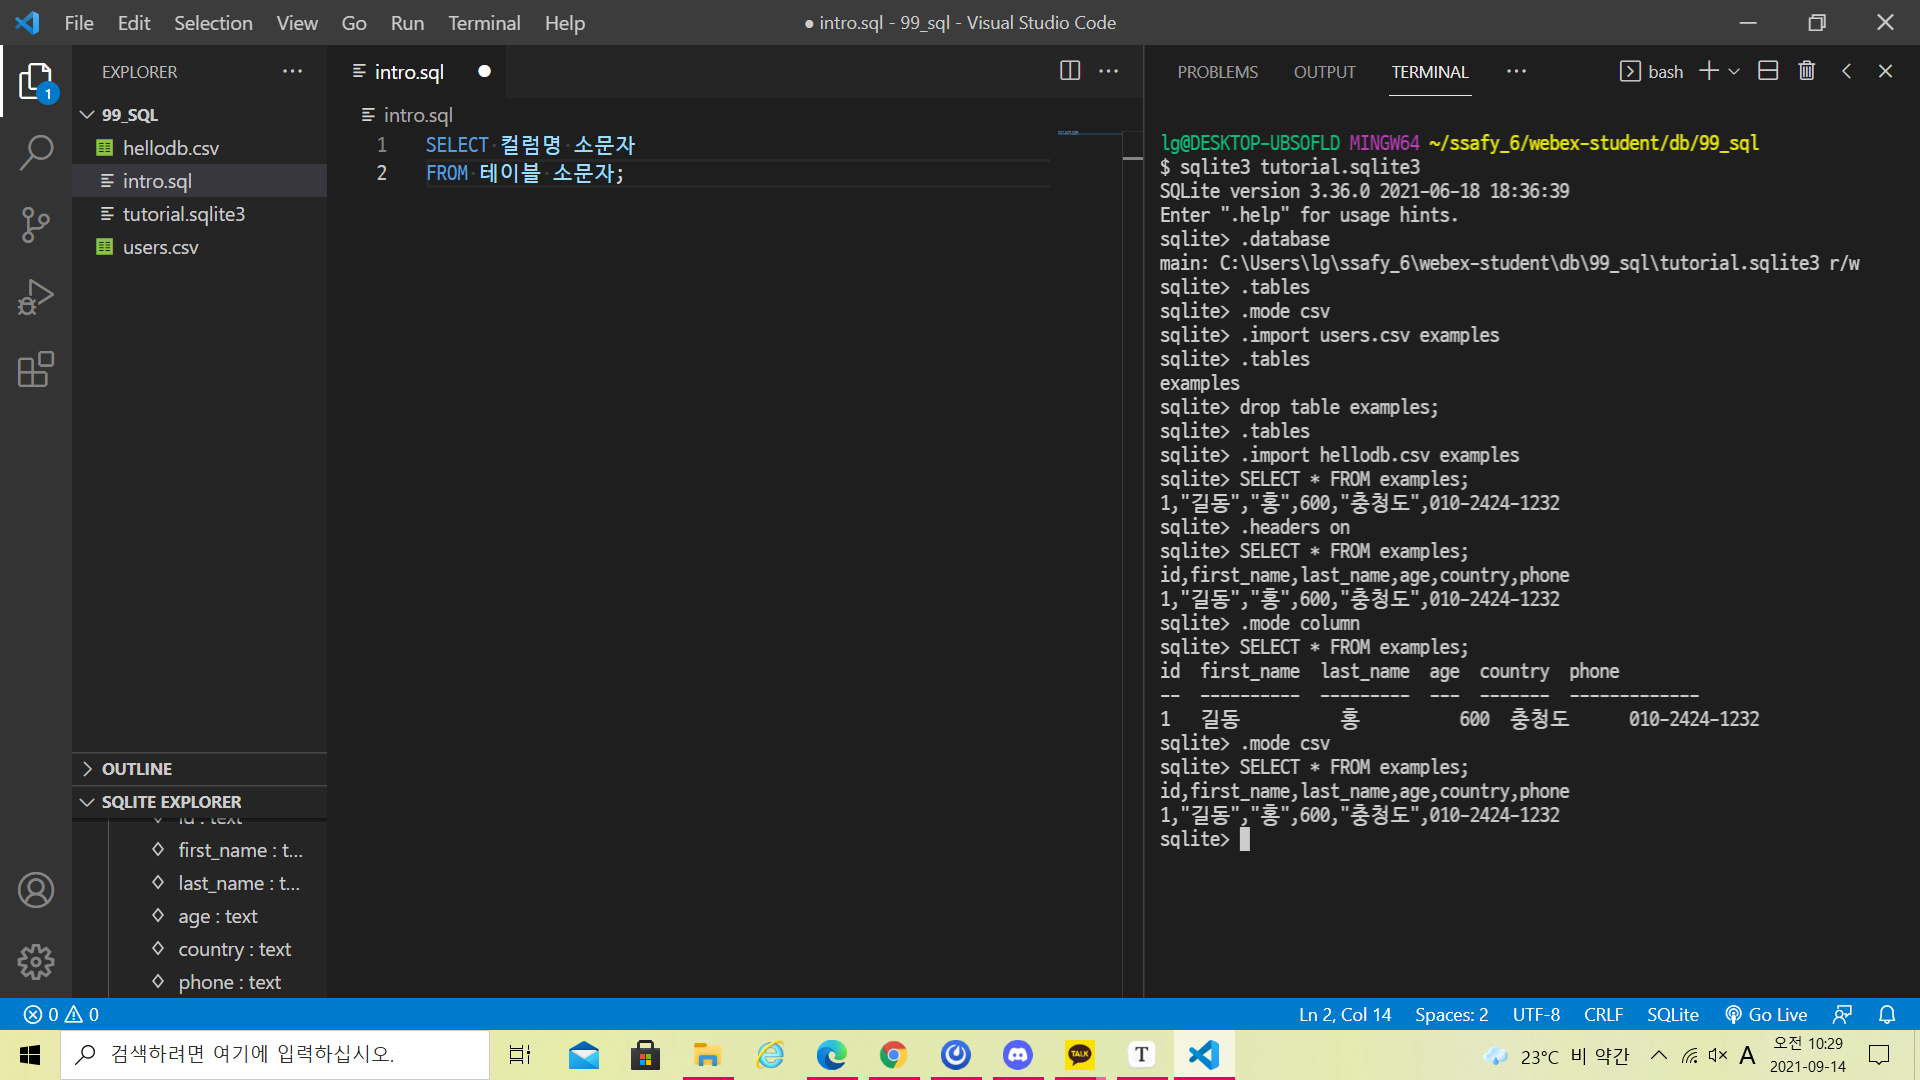 File Edit Selection View Go Run Terminal Help
● intro.sql - 99_sql - Visual Studio Code
EXPLORER
99_SQL
hellodb.csv
intro.sql
tutorial.sqlite3
users.csv
OUTLINE
SQLITE EXPLORER
id : text
first_name : t...
last_name : t...
age : text
country : text
phone : text
1
intro.sql
intro.sql
1 SELECT 컬럼명 소문자
2 FROM 테이블 소문자;
PROBLEMS OUTPUT TERMINAL
bash
lg@DESKTOP-UBSOFLD MINGW64 ~/ssafy_6/webex-student/db/99_sql
$ sqlite3 tutorial.sqlite3
SQLite version 3.36.0 2021-06-18 18:36:39
Enter ".help" for usage hints.
sqlite> .database
main: C:\Users\lg\ssafy_6\webex-student\db\99_sql\tutorial.sqlite3 r/w
sqlite> .tables
sqlite> .mode csv
sqlite> .import users.csv examples
sqlite> .tables
examples
sqlite> drop table examples;
sqlite> .tables
sqlite> .import hellodb.csv examples
sqlite> SELECT * FROM examples;
1,"길동","홍",600,"충청도",010-2424-1232
sqlite> .headers on
sqlite> SELECT * FROM examples;
id,first_name,last_name,age,country,phone
1,"길동","홍",600,"충청도",010-2424-1232
sqlite> .mode column
sqlite> SELECT * FROM examples;
id  first_name  last_name  age  country  phone
--  ----------  ---------  ---  -------  -------------
1   길동          홍          600  충청도      010-2424-1232
sqlite> .mode csv
sqlite> SELECT * FROM examples;
id,first_name,last_name,age,country,phone
1,"길동","홍",600,"충청도",010-2424-1232
sqlite>
0 0
Ln 2, Col 14 Spaces: 2 UTF-8 CRLF SQLite Go Live
검색하려면 여기에 입력하십시오.
TALK
T
23°C 비 약간
A
오전 10:29
2021-09-14